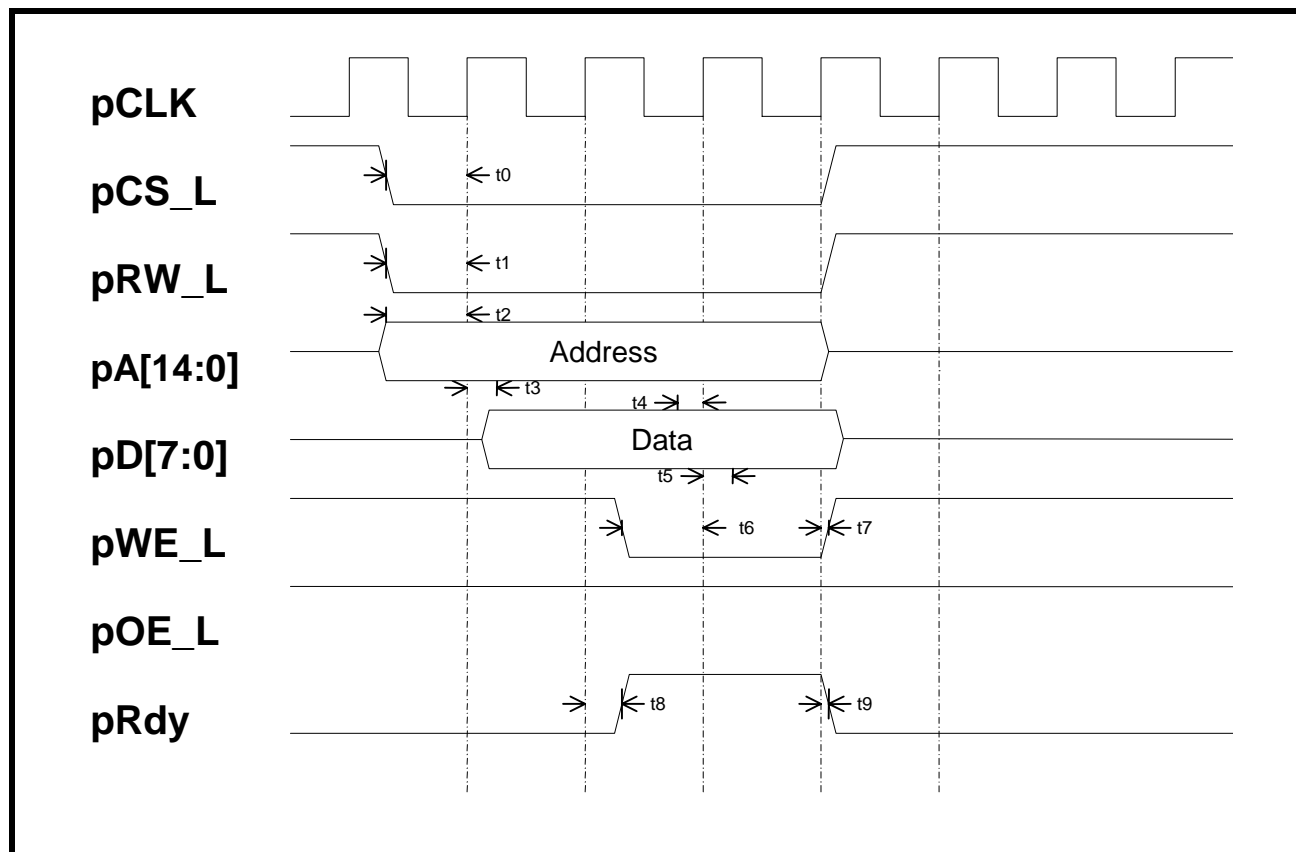 pCLK
pCS_L
t0
pRW_L
t1
t2
pA[14:0]
Address
t3
t4
pD[7:0]
Data
t5
pWE_L
t6
t7
pOE_L
pRdy
t8
t9